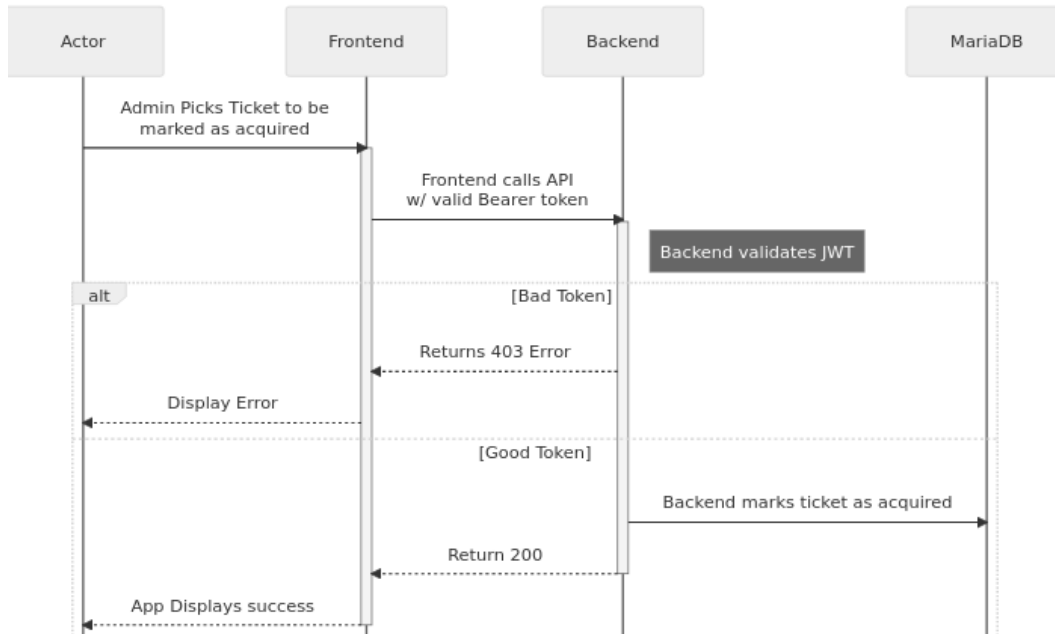 Actor
Frontend
Backend
MariaDB
Admin Picks Ticket to be
marked as acquired
Frontend calls API
w/ valid Bearer token
Backend validates JWT
alt
[Bad Token]
Returns 403 Error
Display Error
[Good Token]
Backend marks ticket as acquired
Return 200
App Displays success